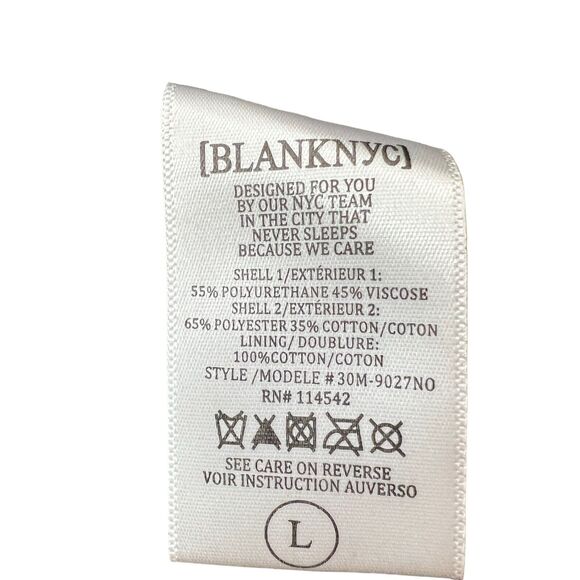 [BLANKNYC]
DESIGNED FOR YOU
BY OUR NYC TEAM
IN THE CITY THAT
NEVER SLEEPS
BECAUSE WE CARE
SHELL 1/EXTÉRIEUR 1:
55% POLYURETHANE 45% VISCOSE
SHELL 2/EXTÉRIEUR 2:
65% POLYESTER 35% COTTON/COTON
LINING/ DOUBLURE:
100%COTTON/COTON
STYLE /MODELE #30M-9027NO
RN# 114542
SEE CARE ON REVERSE
VOIR INSTRUCTION AUVERSO
L